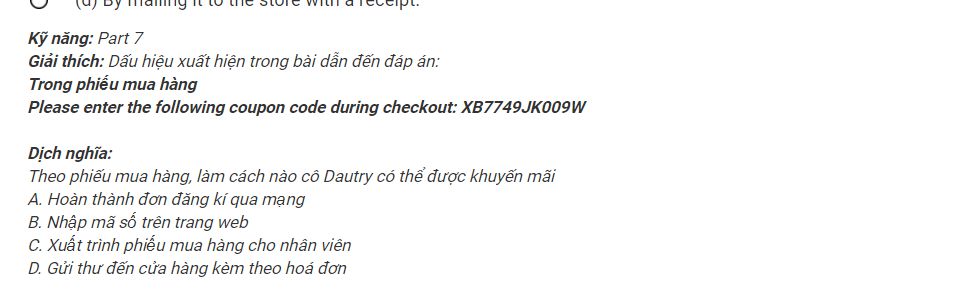 (d) By mailing it to the store with a receipt.
Kỹ năng: Part 7
Giải thích: Dấu hiệu xuất hiện trong bài dẫn đến đáp án:
Trong phiếu mua hàng
Please enter the following coupon code during checkout: XB7749JK009W
Dịch nghĩa:
Theo phiếu mua hàng, làm cách nào cô Dautry có thể được khuyến mãi
A. Hoàn thành đơn đăng kí qua mạng
B. Nhập mã số trên trang web
C. Xuất trình phiếu mua hàng cho nhân viên
D. Gửi thư đến cửa hàng kèm theo hoá đơn